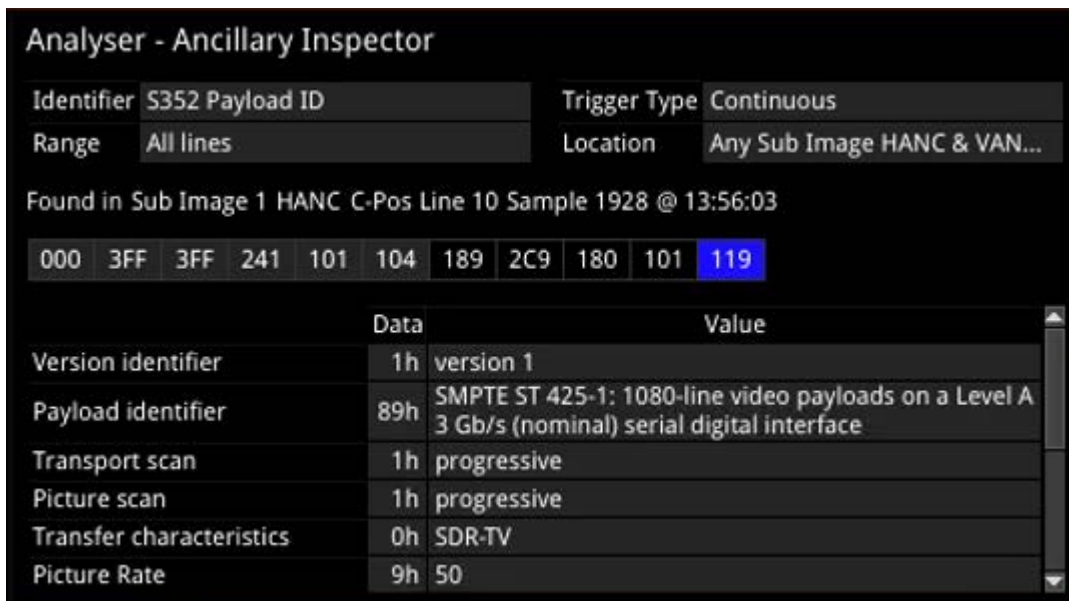 Analyser - Ancillary Inspector
Identifier S352 Payload ID Trigger Type Continuous
Range All lines Location Any Sub Image HANC & VAN...
Found in Sub Image 1 HANC C-Pos Line 10 Sample 1928 @ 13:56:03
000 3FF 3FF 241 101 104 189 2C9 180 101 119
Data Value
Version identifier 1h version 1
Payload identifier 89h SMPTE ST 425-1: 1080-line video payloads on a Level A
3 Gb/s (nominal) serial digital interface
Transport scan 1h progressive
Picture scan 1h progressive
Transfer characteristics 0h SDR-TV
Picture Rate 9h 50